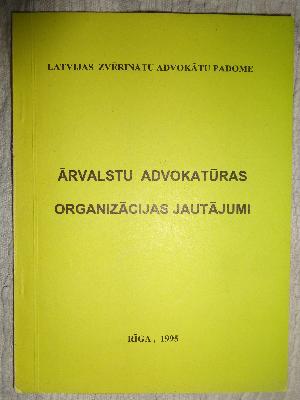 LATVIJAS ZVĒRINĀTU ADVOKĀTU PADOME
ĀRVALSTU ADVOKATŪRAS
ORGANIZĀCIJAS JAUTĀJUMI
RĪGA, 1995